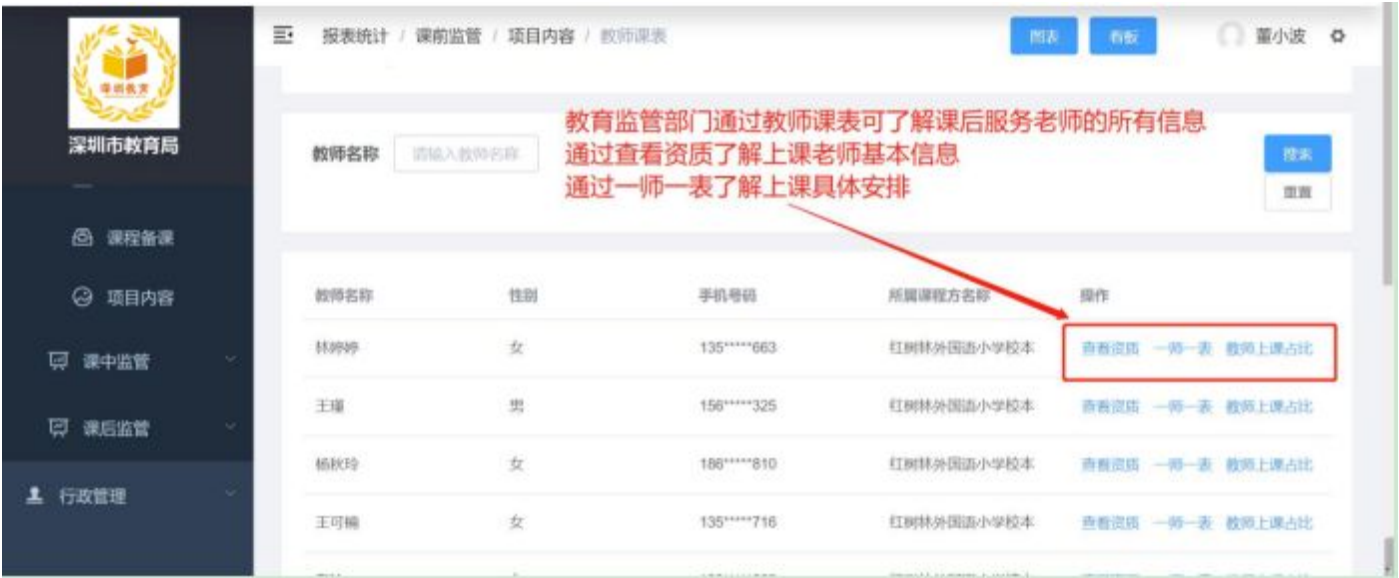 报表统计 / 课前监管 / 项目内容 / 教师课表
图表 看板 董小波
深圳教育
深圳市教育局
课程备课
项目内容
课中监管
课后监管
行政管理
教育监管部门通过教师课表可了解课后服务老师的所有信息
通过查看资质了解上课老师基本信息
通过一师一表了解上课具体安排
教师名称 请输入教师名称 搜索
重置
教师名称 性别 手机号码 所属课程方名称 操作
林婷婷 女 135*****663 红树林外国语小学校本 查看资质 一师一表 教师上课占比
王瑾 男 156*****325 红树林外国语小学校本 查看资质 一师一表 教师上课占比
杨秋玲 女 186*****810 红树林外国语小学校本 查看资质 一师一表 教师上课占比
王可楠 女 135*****716 红树林外国语小学校本 查看资质 一师一表 教师上课占比